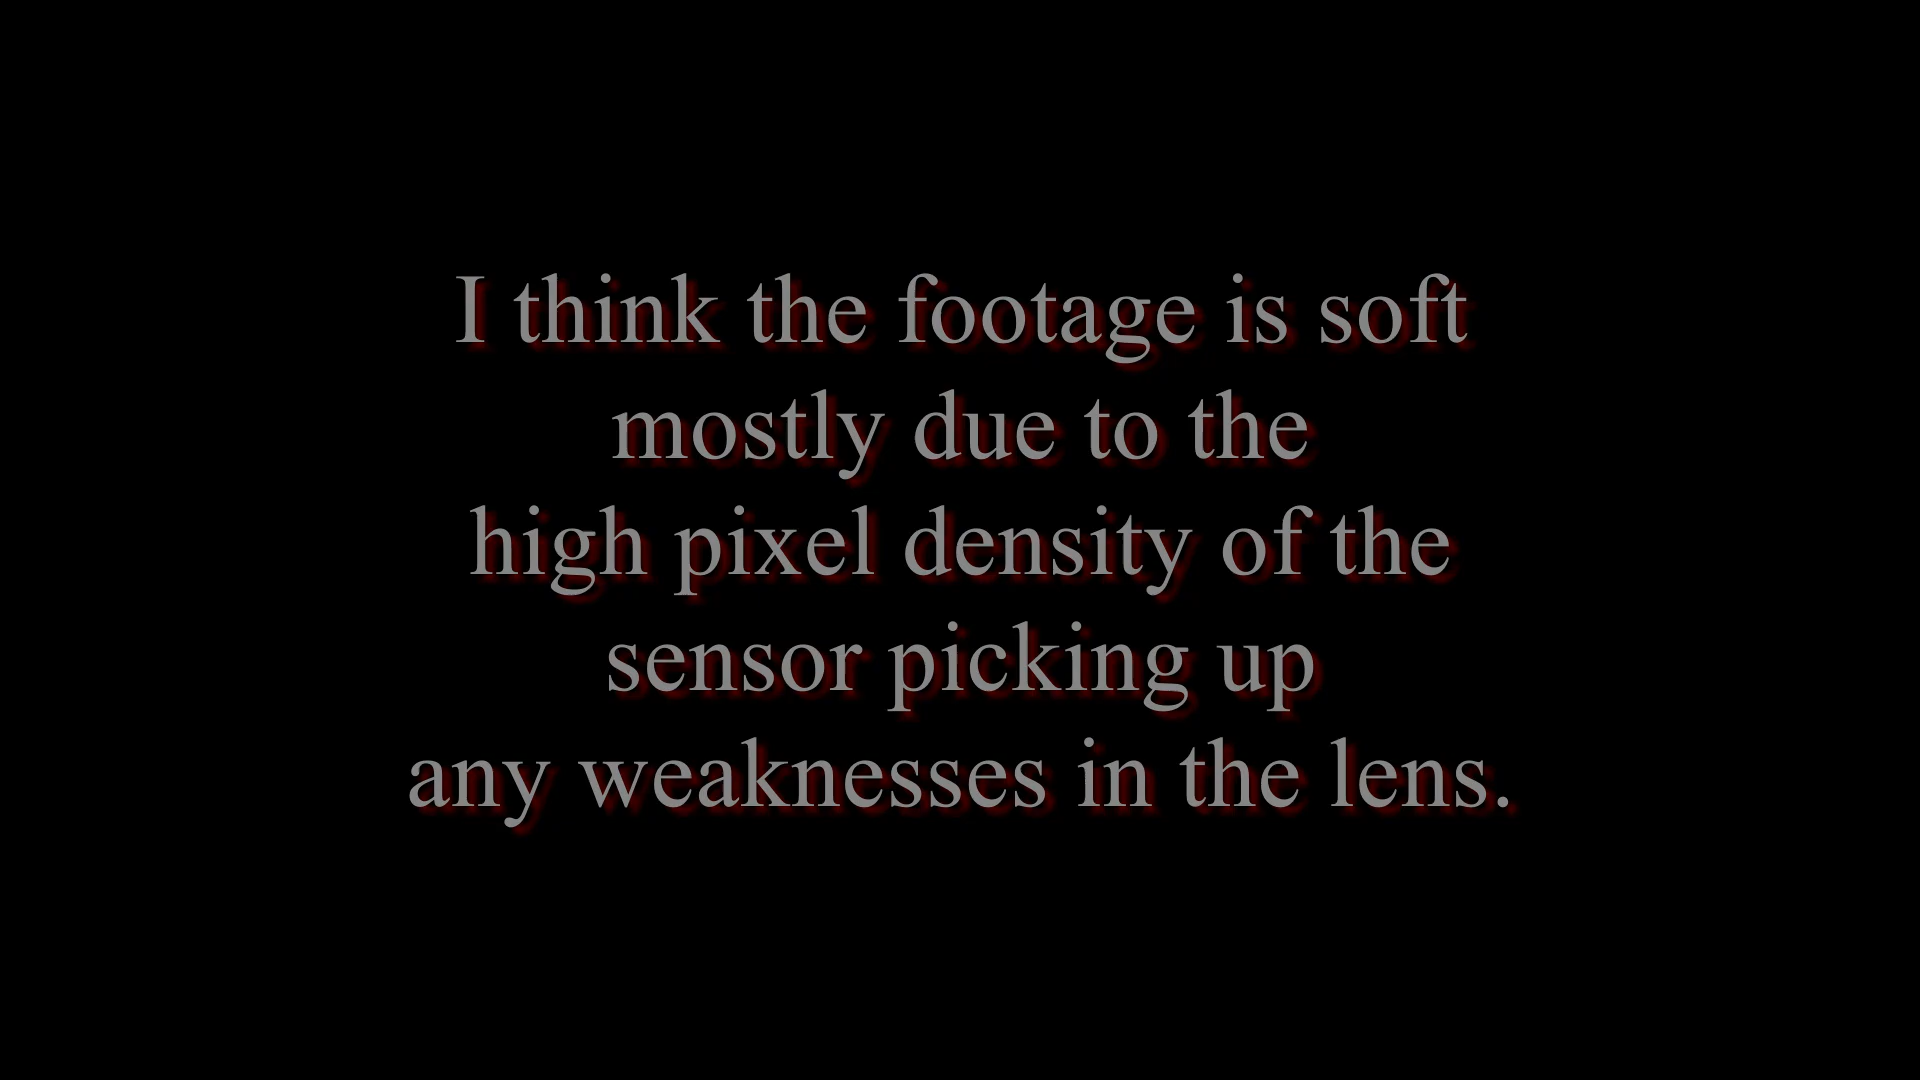 I think the footage is soft
mostly due to the
high pixel density of the
sensor picking up
any weaknesses in the lens.